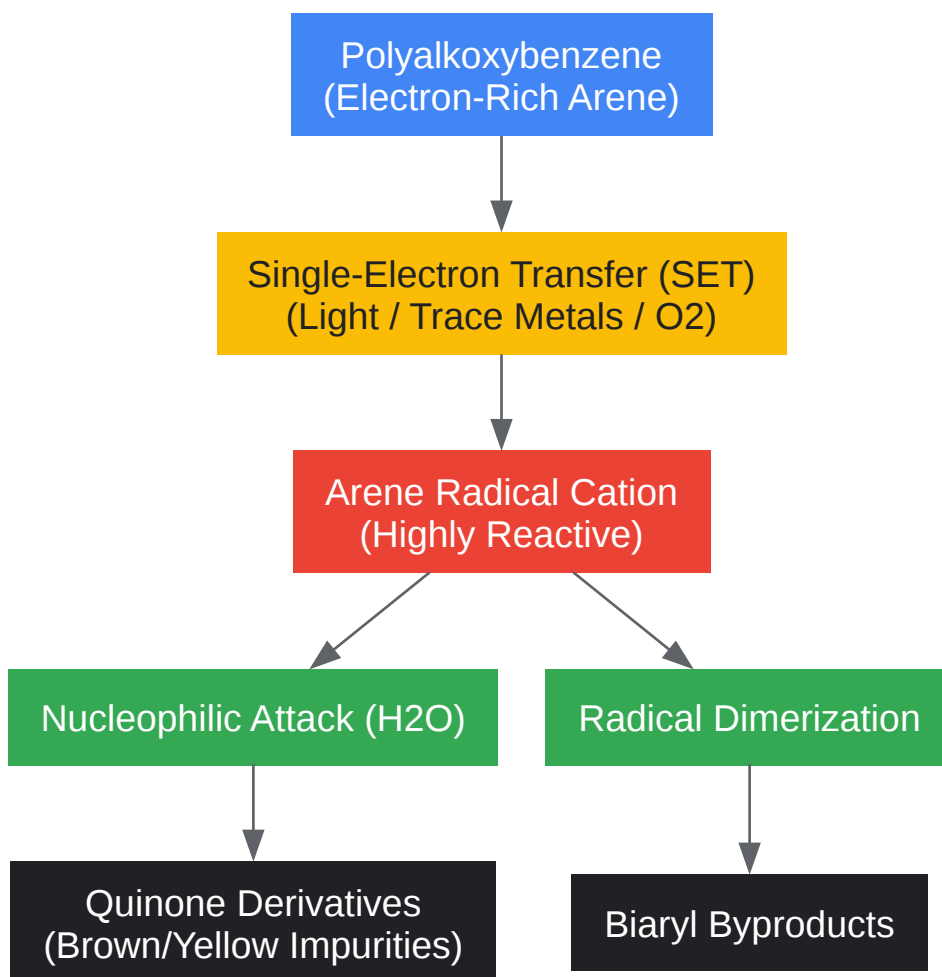 Polyalkoxybenzene
(Electron-Rich Arene)
Single-Electron Transfer (SET)
(Light / Trace Metals / O2)
Arene Radical Cation
(Highly Reactive)
Nucleophilic Attack (H2O)
Radical Dimerization
Quinone Derivatives
(Brown/Yellow Impurities)
Biaryl Byproducts